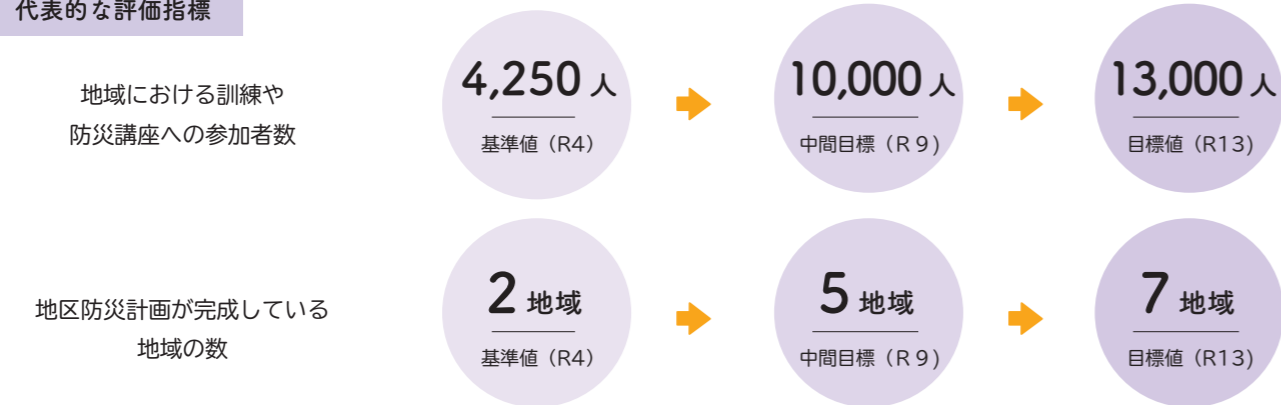 代表的な評価指標
地域における訓練や
防災講座への参加者数
4,250 人
基準値（R4）
10,000 人
中間目標（R 9）
13,000 人
目標値（R13）
地区防災計画が完成している
地域の数
2 地域
基準値（R4）
5 地域
中間目標（R 9）
7 地域
目標値（R13）